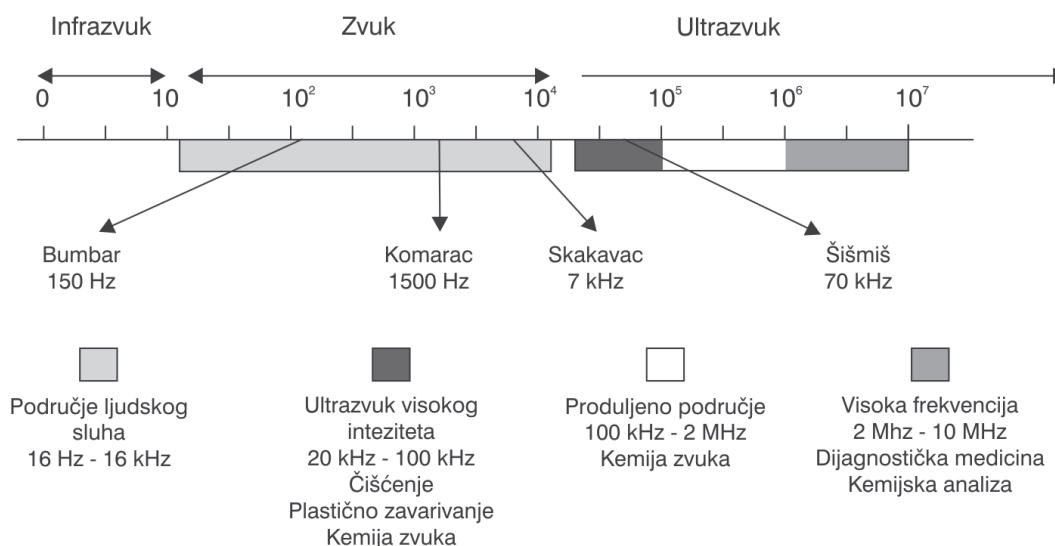 Infrazvuk Zvuk Ultrazvuk
0 10 10² 10³ 10⁴ 10⁵ 10⁶ 10⁷
Bumbar
150 Hz
Komarac
1500 Hz
Skakavac
7 kHz
Šišmiš
70 kHz
Područje ljudskog
sluha
16 Hz - 16 kHz
Ultrazvuk visokog
inteziteta
20 kHz - 100 kHz
Čišćenje
Plastično zavarivanje
Kemija zvuka
Produljeno područje
100 kHz - 2 MHz
Kemija zvuka
Visoka frekvencija
2 Mhz - 10 MHz
Dijagnostička medicina
Kemijska analiza